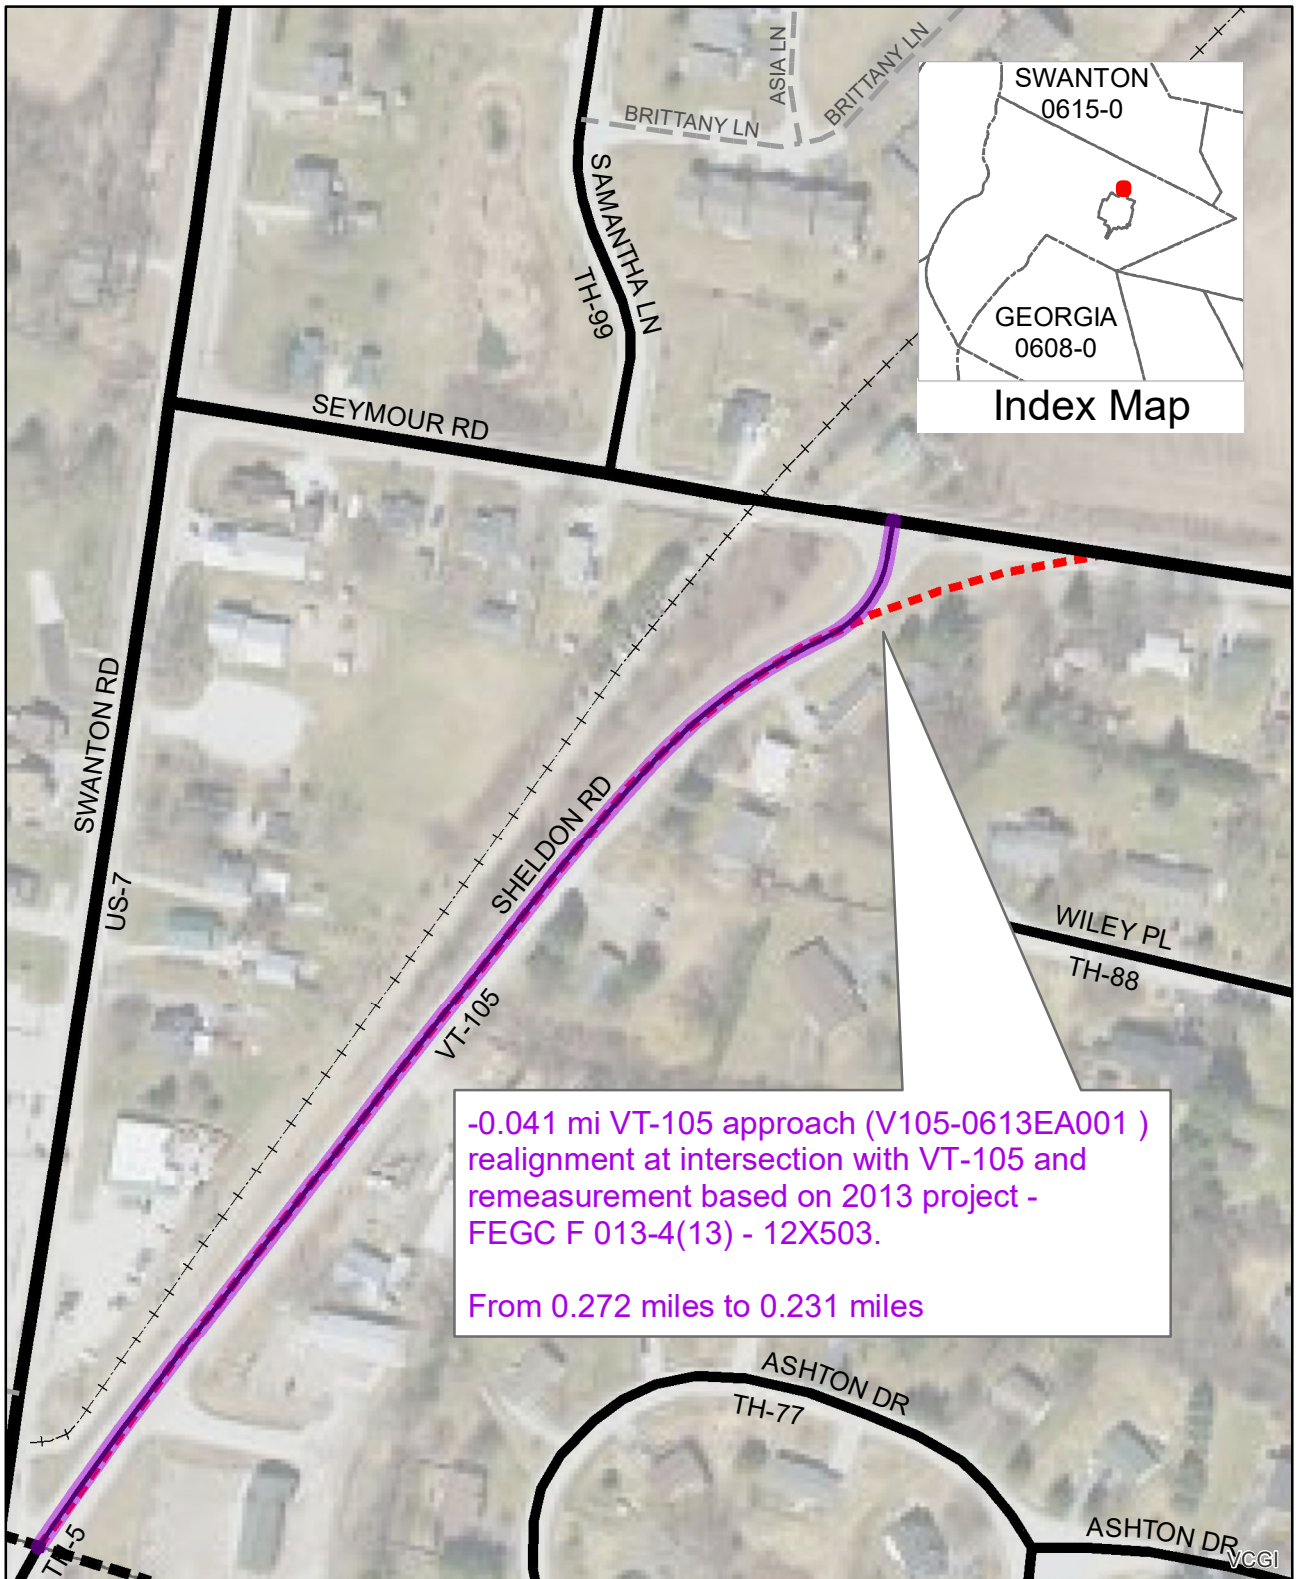 ASIA LN
BRITTANY LN
BRITTANY LN
SWANTON
0615-0
GEORGIA
0608-0
Index Map
SAMANTHA LN
TH-99
SEYMOUR RD
SWANTON RD
US-7
SHELDON RD
VT-105
WILEY PL
TH-88
-0.041 mi VT-105 approach (V105-0613EA001 )
realignment at intersection with VT-105 and
remeasurement based on 2013 project -
FEGC F 013-4(13) - 12X503.
From 0.272 miles to 0.231 miles
ASHTON DR
TH-77
ASHTON DR
VCGI